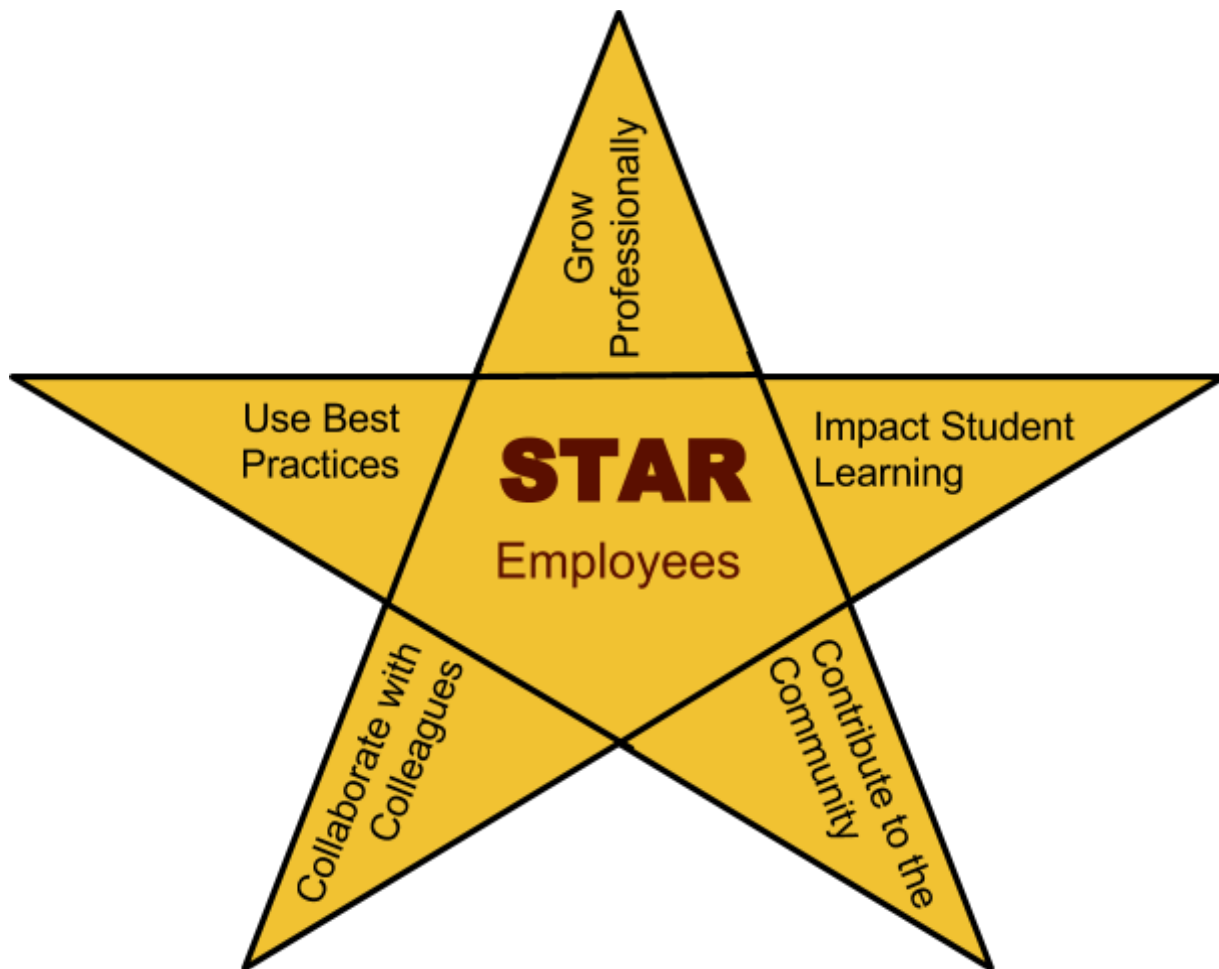 Grow
Professionally
Use Best
Practices
STAR
Employees
Impact Student
Learning
Collaborate with
Colleagues
Contribute to the
Community